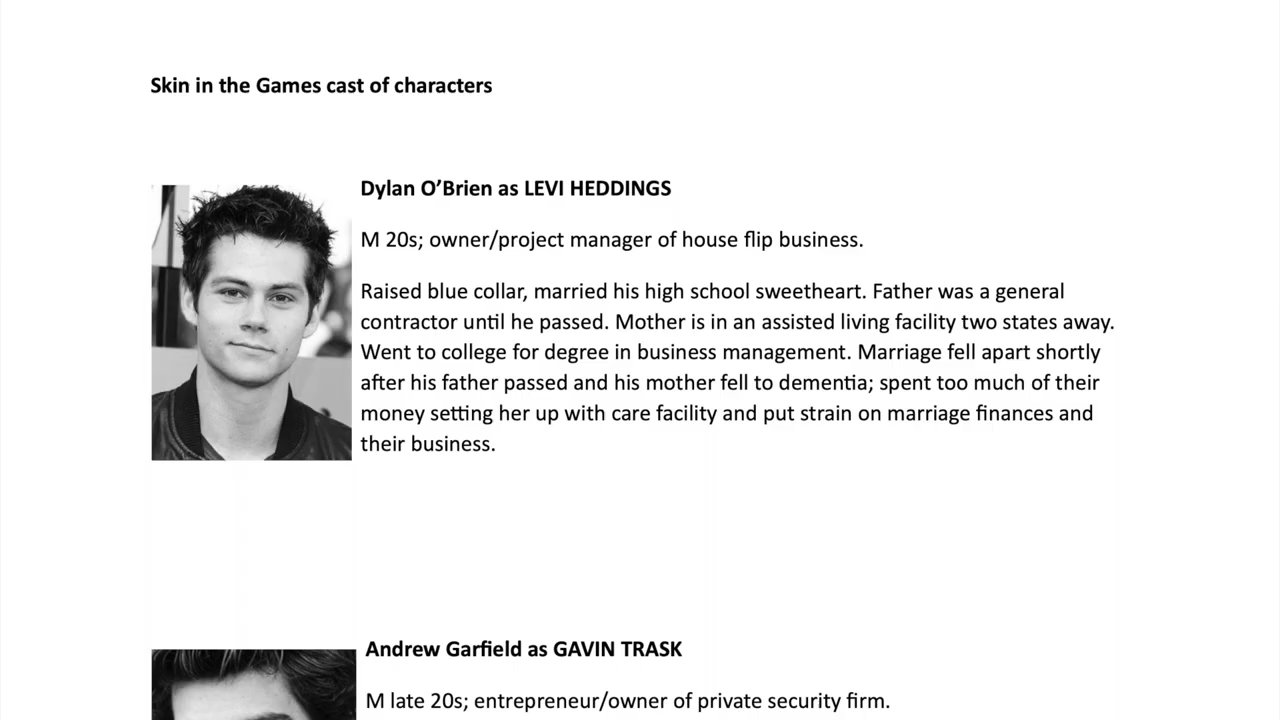 Skin in the Games cast of characters
Dylan O’Brien as LEVI HEDDINGS
M 20s; owner/project manager of house flip business.
Raised blue collar, married his high school sweetheart. Father was a general
contractor until he passed. Mother is in an assisted living facility two states away.
Went to college for degree in business management. Marriage fell apart shortly
after his father passed and his mother fell to dementia; spent too much of their
money setting her up with care facility and put strain on marriage finances and
their business.
Andrew Garfield as GAVIN TRASK
M late 20s; entrepreneur/owner of private security firm.